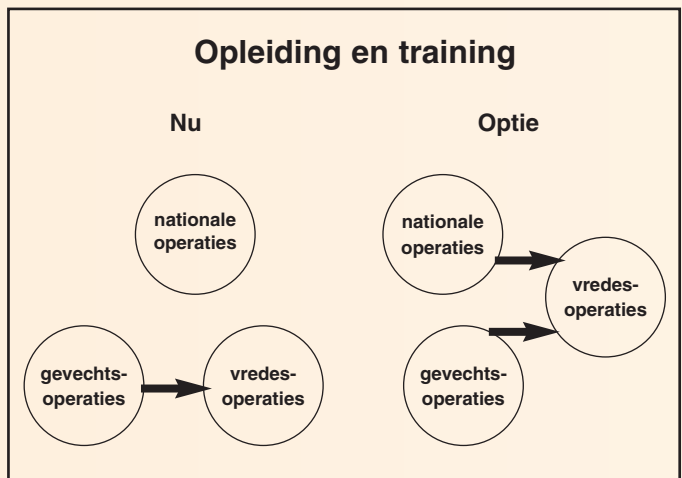 Opleiding en training
Nu
nationale
operaties
gevechts-
operaties
vredes-
operaties
Optie
nationale
operaties
vredes-
operaties
gevechts-
operaties